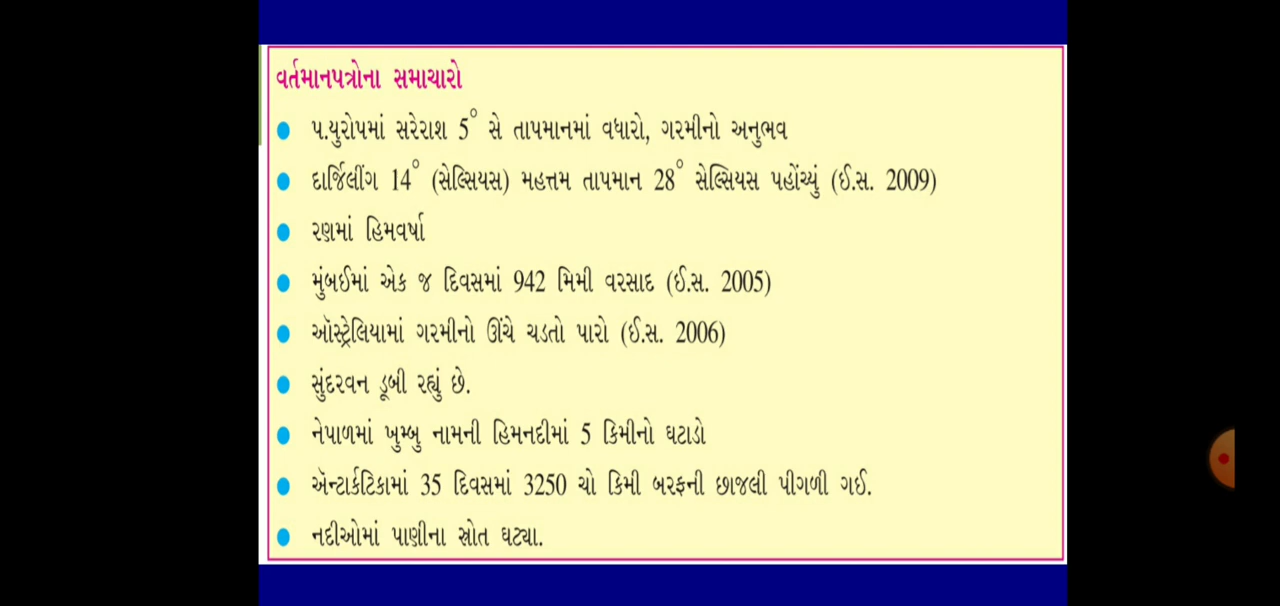 વર્તમાનપત્રોના સમાચારો
● પ.યુરોપમાં સરેરાશ 5° સે તાપમાનમાં વધારો, ગરમીનો અનુભવ
● દાર્જિલીંગ 14° (સેલ્સિયસ) મહત્તમ તાપમાન 28° સેલ્સિયસ પહોંચ્યું (ઈ.સ. 2009)
● રણમાં હિમવર્ષા
● મુંબઈમાં એક જ દિવસમાં 942 મિમી વરસાદ (ઈ.સ. 2005)
● ઑસ્ટ્રેલિયામાં ગરમીનો ઊંચે ચડતો પારો (ઈ.સ. 2006)
● સુંદરવન ડૂબી રહ્યું છે.
● નેપાળમાં ખુમ્બુ નામની હિમનદીમાં 5 કિમીનો ઘટાડો
● ઍન્ટાર્કટિકામાં 35 દિવસમાં 3250 ચો કિમી બરફની છાજલી પીગળી ગઈ.
● નદીઓમાં પાણીના સ્રોત ઘટ્યા.